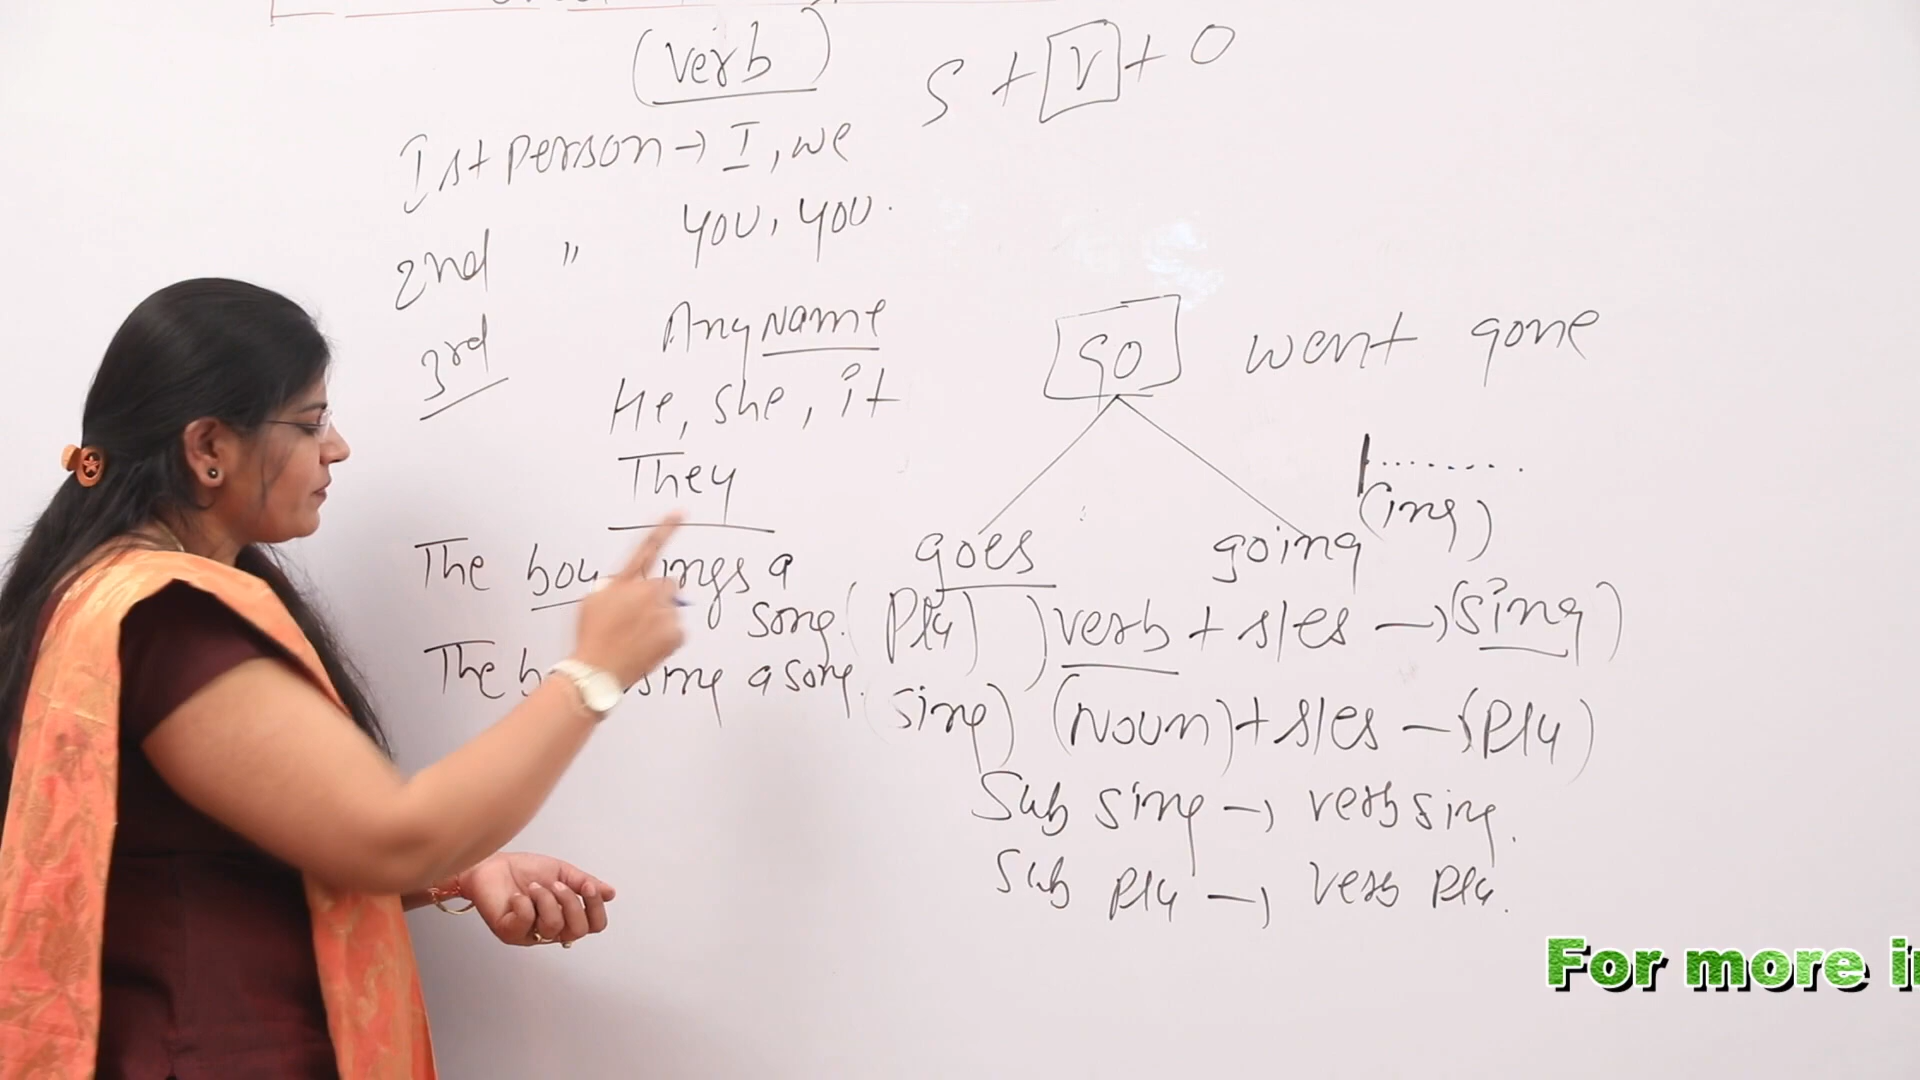 (Verb)
S + V + O
Ist Person → I, we
2nd " you, you.
3rd Any Name
He, She, it
They
go went gone
(ing)
goes going
The boy sings a
song.
The sing a song.
(Plu) ) verb + s/es → (Sing)
(Sing) (Noun) + s/es → (Plu)
Sub sing → verb sing.
Sub Plu → Verb Plu.
For more